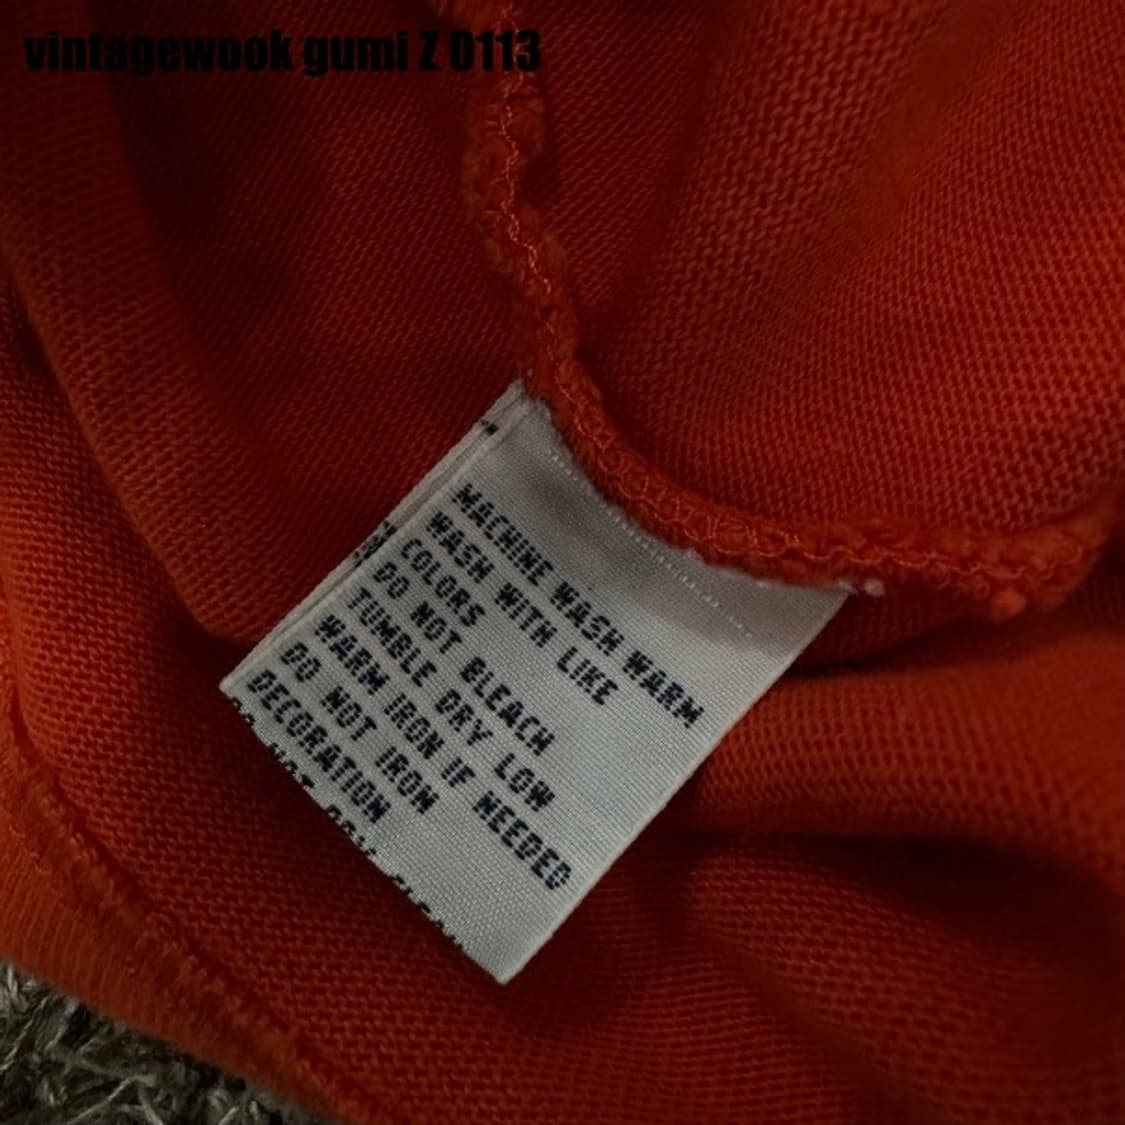 vintagewook gumi Z 0113
MACHINE WASH WARM
WASH WITH LIKE
COLORS
DO NOT BLEACH
TUMBLE DRY LOW
WARM IRON IF NEEDED
DO NOT IRON
DECORATION